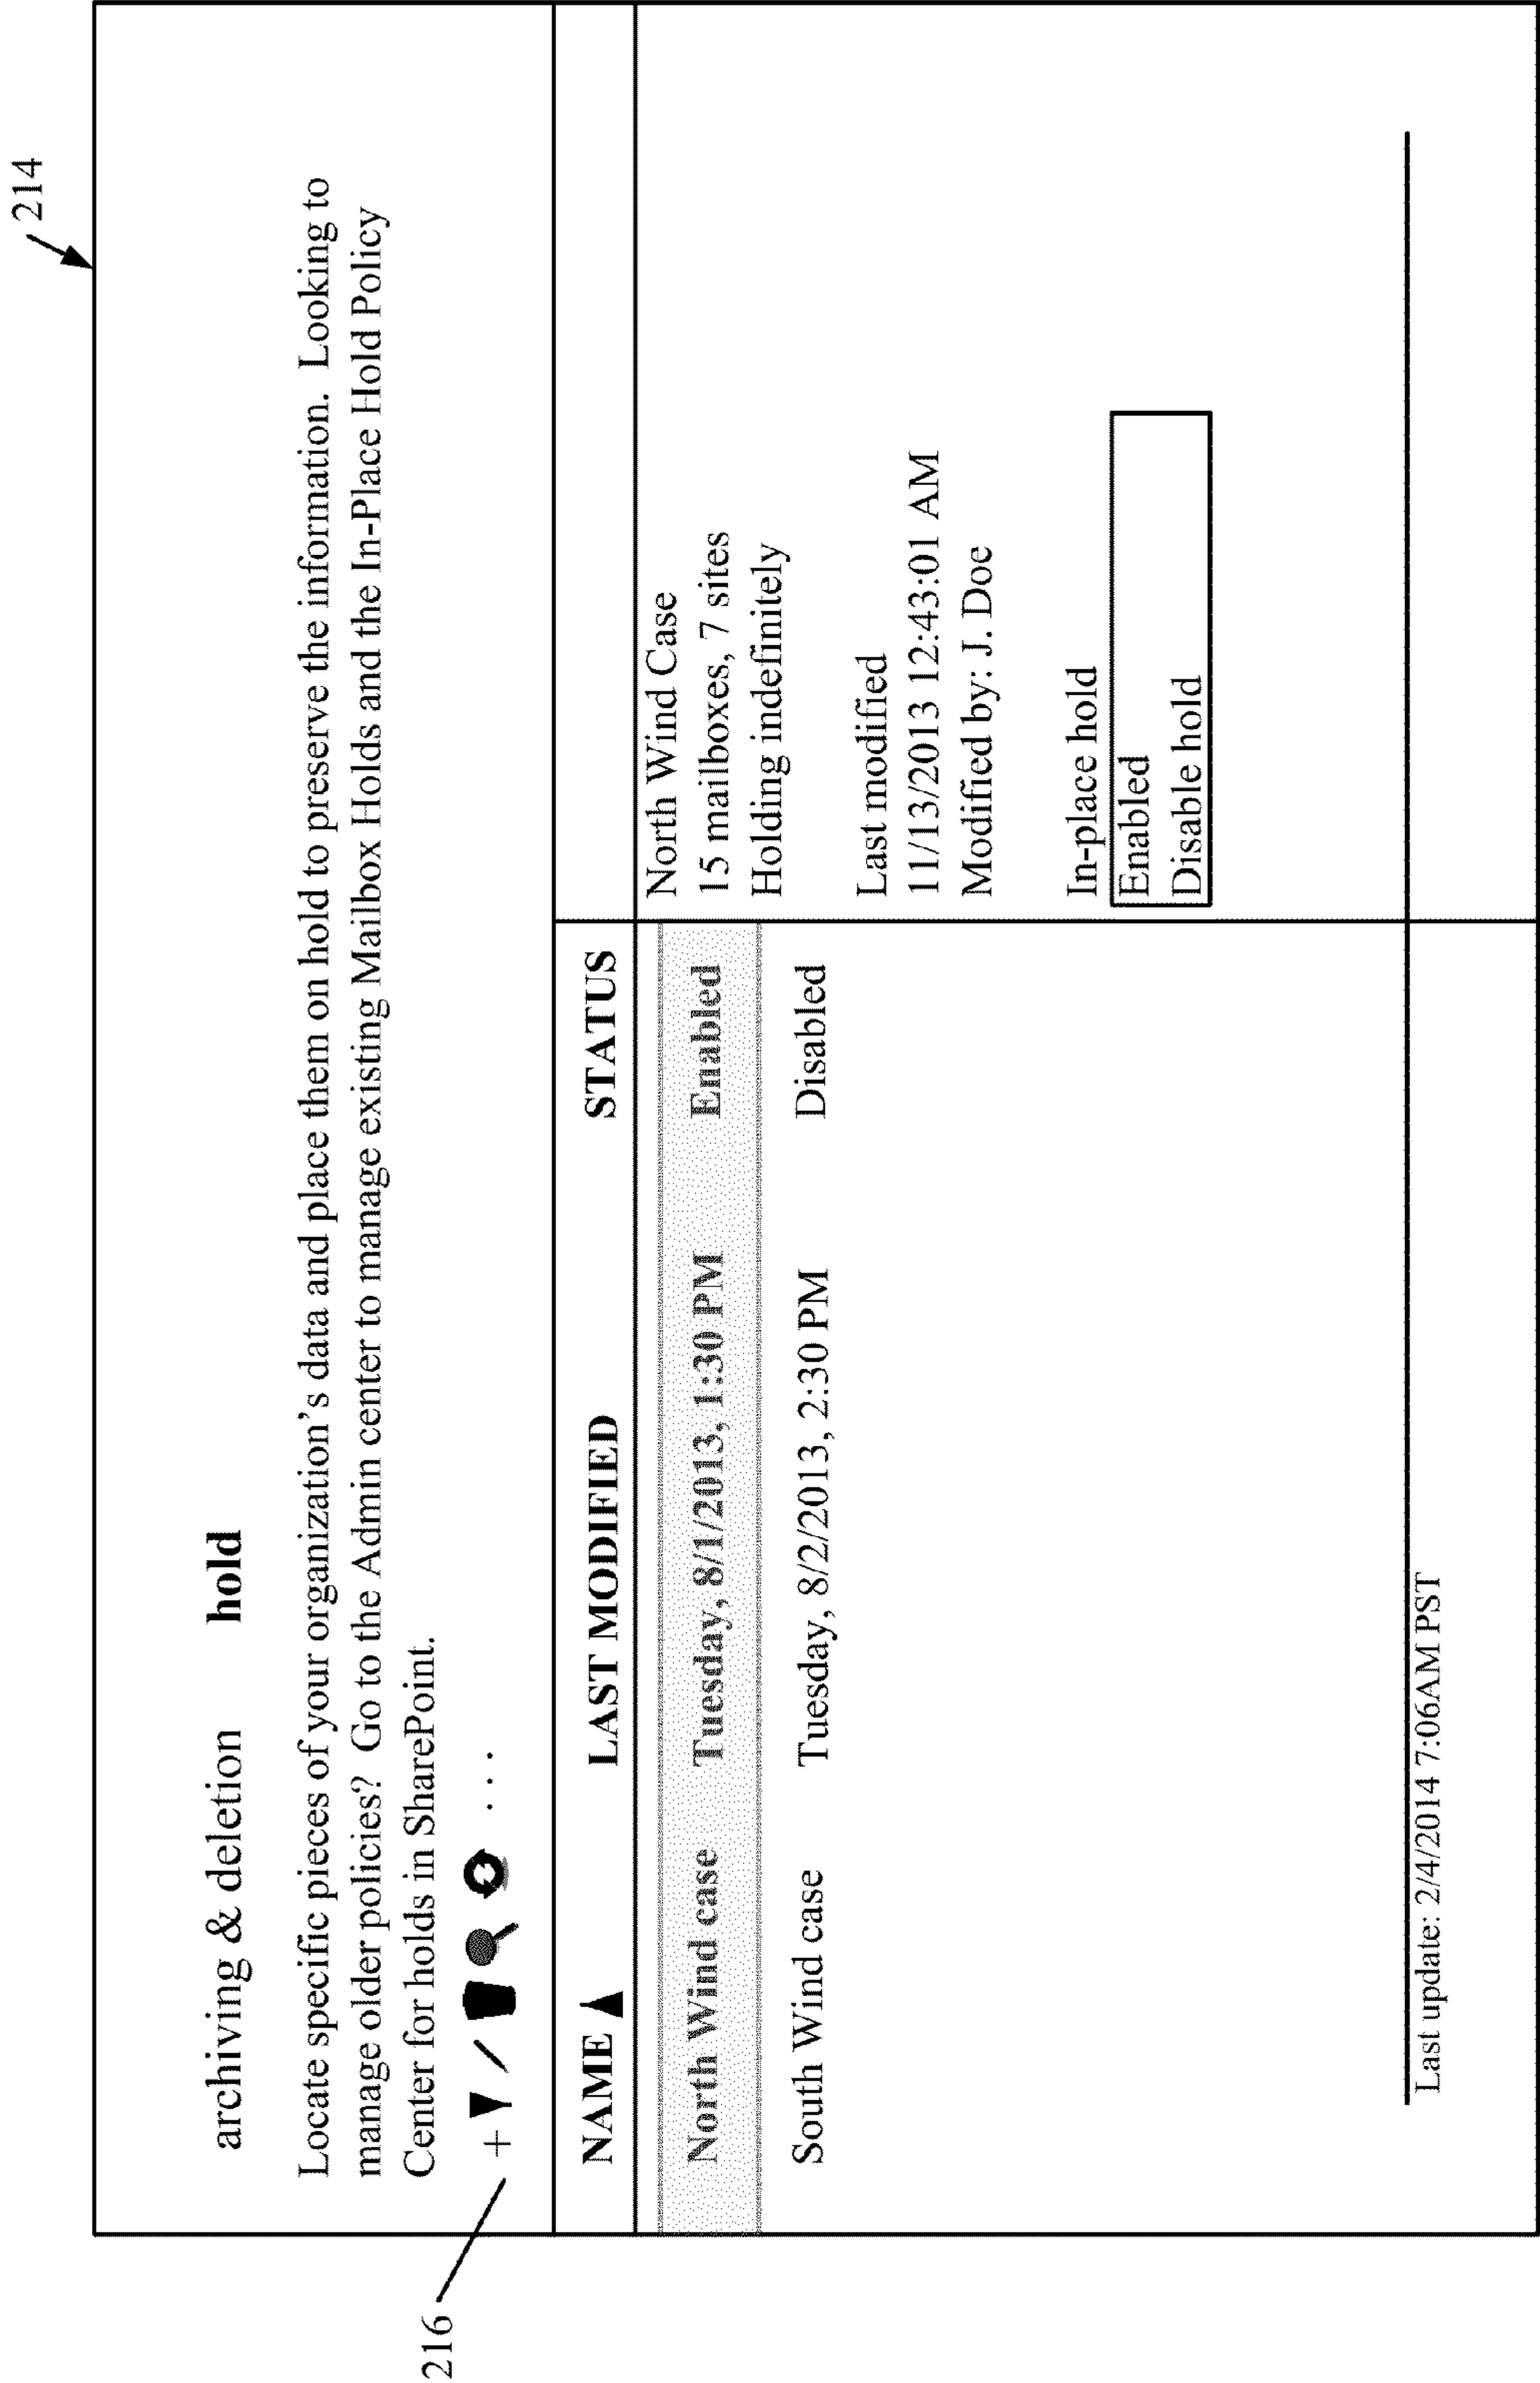 214
archiving & deletion hold
Locate specific pieces of your organization's data and place them on hold to preserve the information. Looking to
manage older policies? Go to the Admin center to manage existing Mailbox Holds and the In-Place Hold Policy
Center for holds in SharePoint.
216
+ ...
NAME LAST MODIFIED STATUS
North Wind case Tuesday, 8/1/2013, 1:30 PM Enabled
South Wind case Tuesday, 8/2/2013, 2:30 PM Disabled
North Wind Case
15 mailboxes, 7 sites
Holding indefinitely
Last modified
11/13/2013 12:43:01 AM
Modified by: J. Doe
In-place hold
Enabled
Disable hold
Last update: 2/4/2014 7:06AM PST